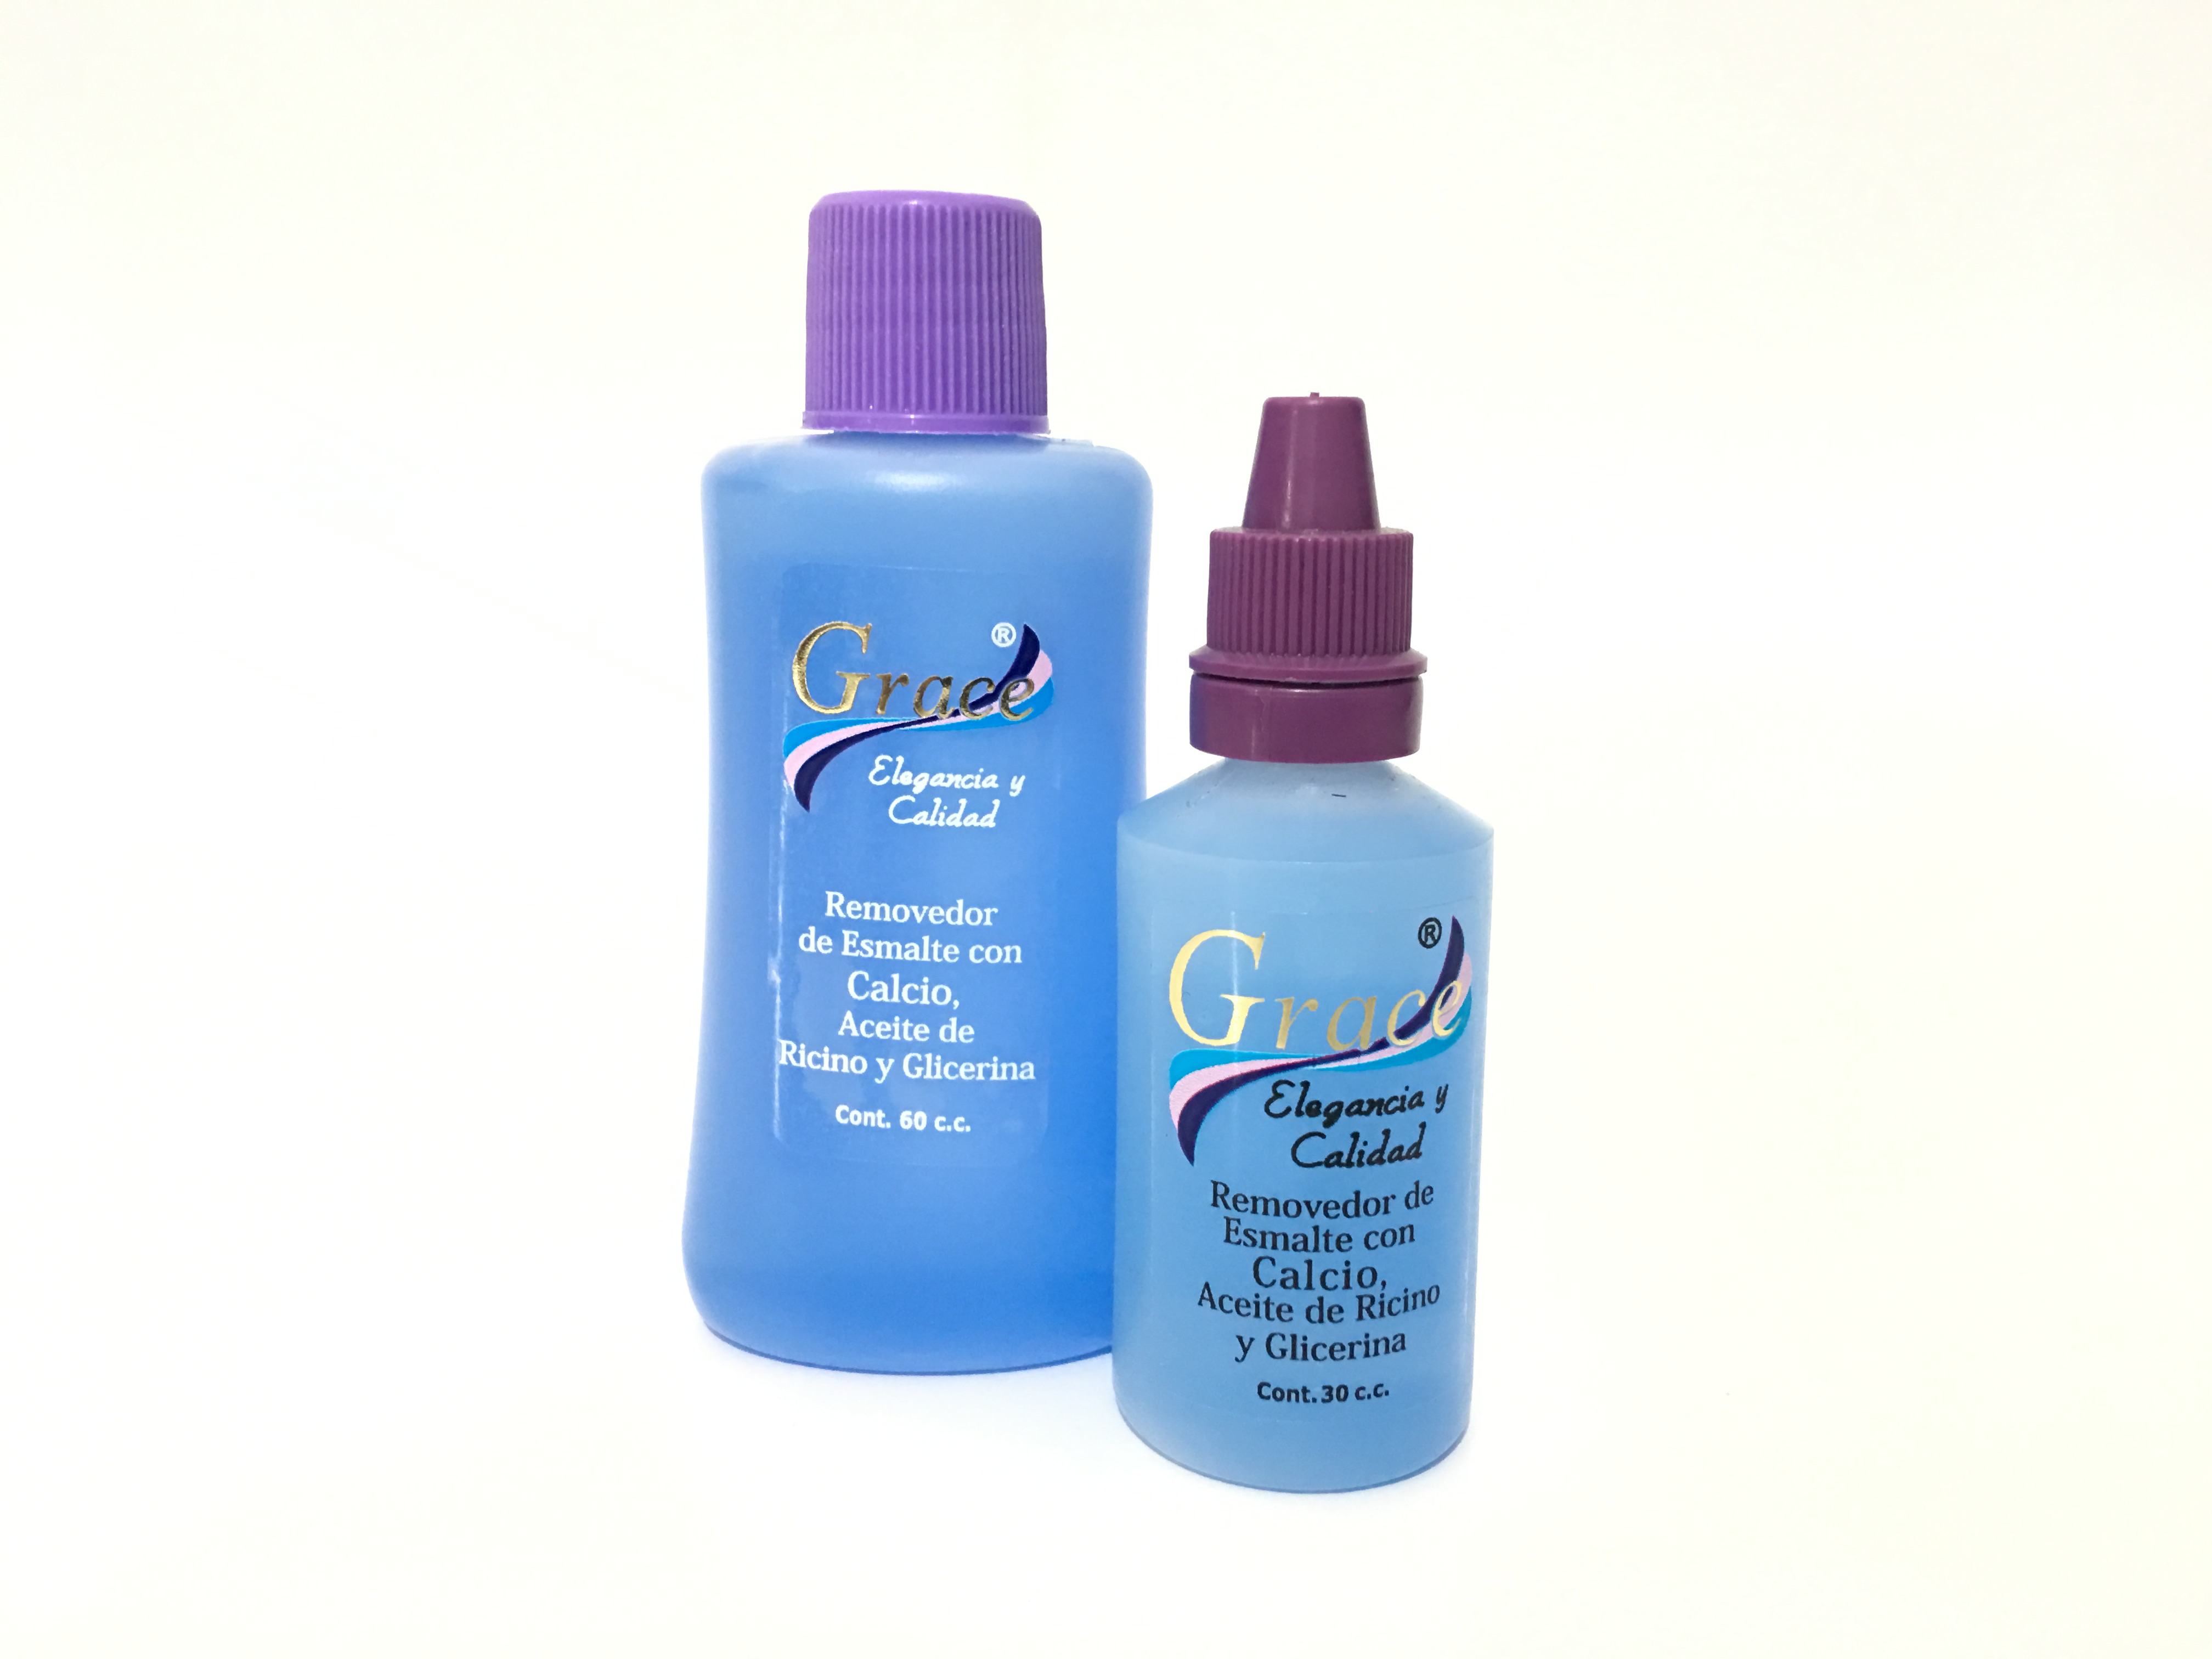 Grace®
Elegancia y
Calidad
Removedor
de Esmalte con
Calcio,
Aceite de
Ricino y Glicerina
Cont. 60 c.c.
Grace®
Elegancia y
Calidad
Removedor de
Esmalte con
Calcio,
Aceite de Ricino
y Glicerina
Cont. 30 c.c.